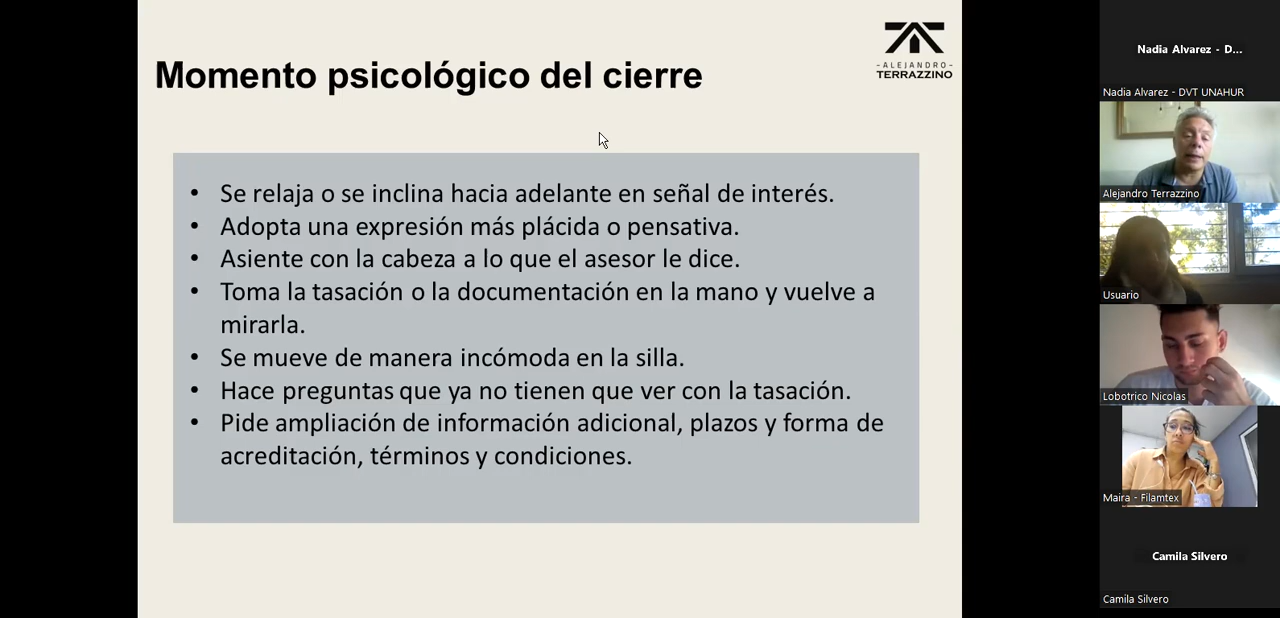 Momento psicológico del cierre
-ALEJANDRO-
TERRAZZINO
• Se relaja o se inclina hacia adelante en señal de interés.
• Adopta una expresión más plácida o pensativa.
• Asiente con la cabeza a lo que el asesor le dice.
• Toma la tasación o la documentación en la mano y vuelve a
mirarla.
• Se mueve de manera incómoda en la silla.
• Hace preguntas que ya no tienen que ver con la tasación.
• Pide ampliación de información adicional, plazos y forma de
acreditación, términos y condiciones.
Nadia Alvarez - D...
Nadia Alvarez - DVT UNAHUR
Alejandro Terrazzino
Usuario
Lobotrico Nicolas
Maira - Filamtex
Camila Silvero
Camila Silvero